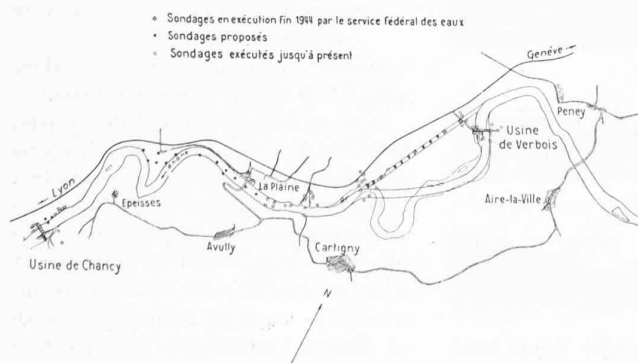 Sondages en exécution fin 1944 par le service fédéral des eaux
Sondages proposés
Sondages exécutés jusqu'à présent
Genève
Peney
Usine de Verbois
Lyon
La Plaine
Aire-la-Ville
Epeisses
Avully
Cartigny
Usine de Chancy
N